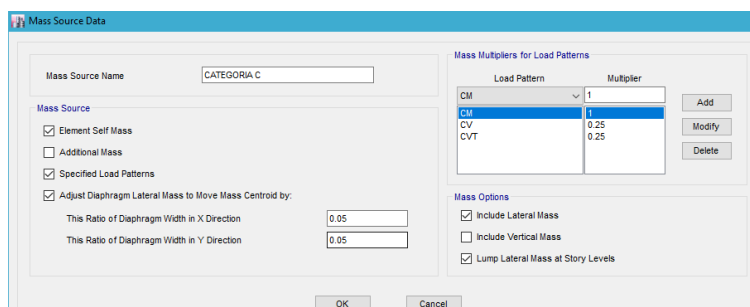 Mass Source Data
Mass Source Name
CATEGORIA C
Mass Source
Element Self Mass
Additional Mass
Specified Load Patterns
Adjust Diaphragm Lateral Mass to Move Mass Centroid by:
This Ratio of Diaphragm Width in X Direction
0.05
This Ratio of Diaphragm Width in Y Direction
0.05
Mass Multipliers for Load Patterns
Load Pattern Multiplier
CM 1
CM 1
CV 0.25
CVT 0.25
Add
Modify
Delete
Mass Options
Include Lateral Mass
Include Vertical Mass
Lump Lateral Mass at Story Levels
OK Cancel